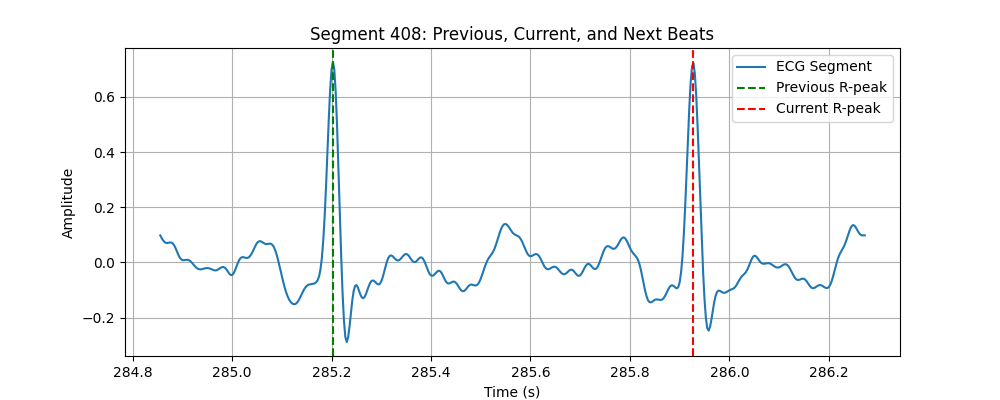 Segment 408: Previous, Current, and Next Beats
ECG Segment
Previous R-peak
Current R-peak
Amplitude
0.6
0.4
0.2
0.0
−0.2
284.8 285.0 285.2 285.4 285.6 285.8 286.0 286.2
Time (s)